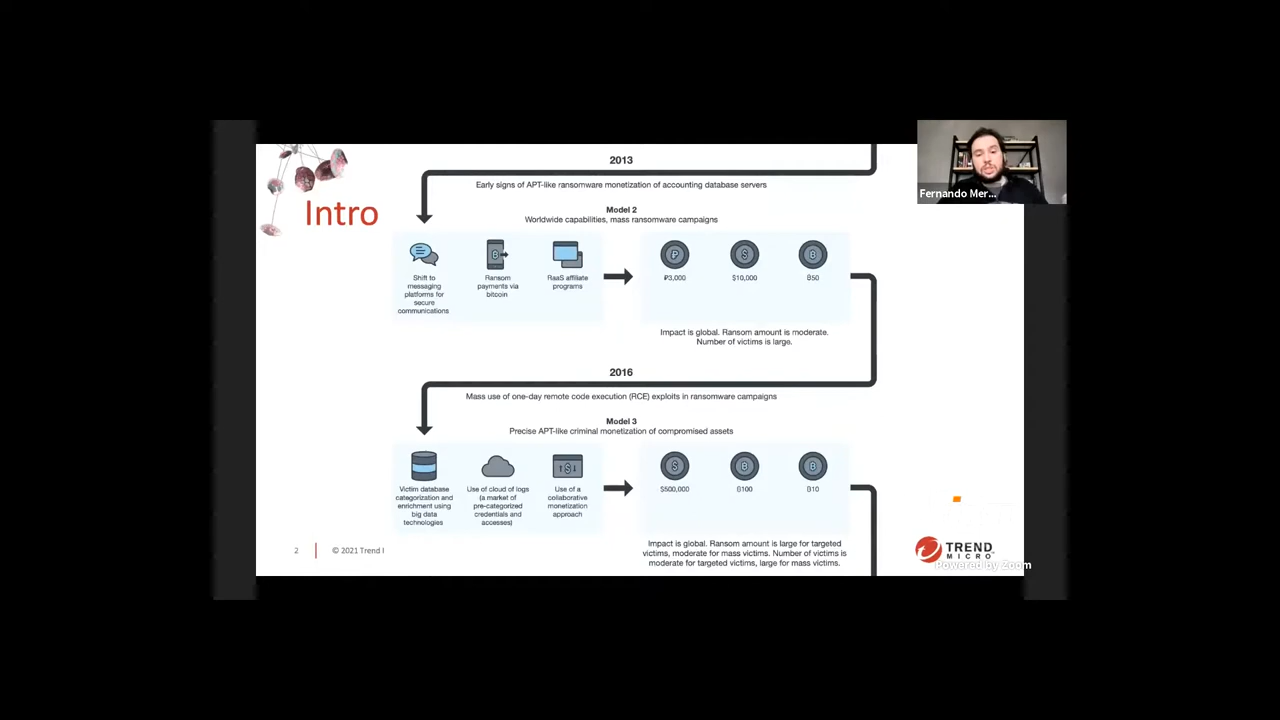 2013
Early signs of APT-like ransomware monetization of accounting database servers
Intro
Model 2
Worldwide capabilities, mass ransomware campaigns
Shift to
messaging
platforms for
secure
communications
Ransom
payments via
bitcoin
RaaS affiliate
programs
₽3,000
$10,000
B50
Impact is global. Ransom amount is moderate.
Number of victims is large.
2016
Mass use of one-day remote code execution (RCE) exploits in ransomware campaigns
Model 3
Precise APT-like criminal monetization of compromised assets
Victim database
categorization and
enrichment using
big data
technologies
Use of cloud of logs
(a market of
pre-categorized
credentials and
accesses)
Use of a
collaborative
monetization
approach
$500,000
B100
B10
Impact is global. Ransom amount is large for targeted
victims, moderate for mass victims. Number of victims is
moderate for targeted victims, large for mass victims.
2
© 2021 Trend I
TREND
MICRO
Powered by Zoom
Fernando Mer...